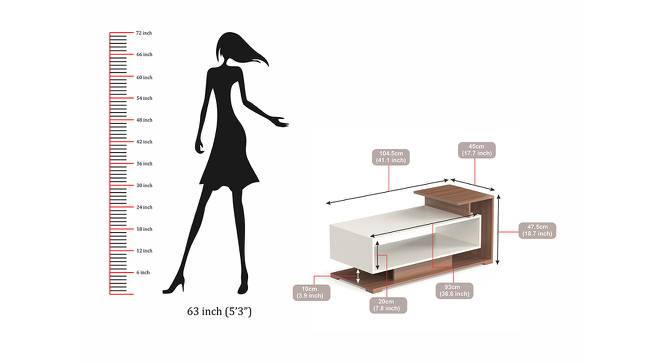 72 inch
66 inch
60 inch
54 inch
48 inch
42 inch
36 inch
30 inch
24 inch
18 inch
12 inch
6 inch
63 inch (5'3")
104.5cm
(41.1 inch)
45cm
(17.7 inch)
47.5cm
(18.7 inch)
10cm
(3.9 inch)
20cm
(7.8 inch)
93cm
(36.6 inch)